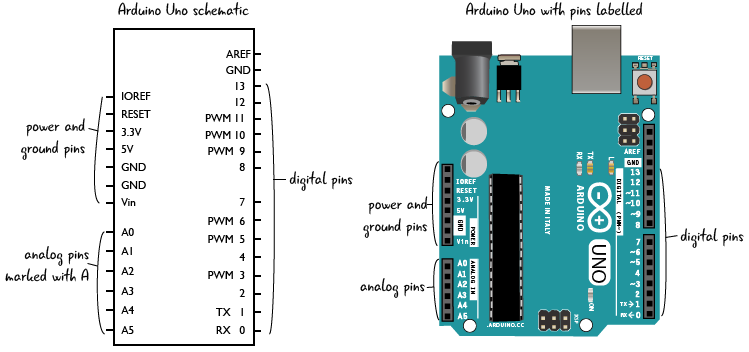 Arduino Uno schematic
AREF
GND
13
12
PWM 11
PWM 10
PWM 9
8
7
PWM 6
PWM 5
4
PWM 3
2
TX 1
RX 0
IOREF
RESET
3.3V
5V
GND
GND
Vin
A0
A1
A2
A3
A4
A5
power and
ground pins
analog pins
marked with A
digital pins
Arduino Uno with pins labelled
RESET
AREF
GND
13
12
~11
~10
~9
8
7
~6
~5
4
~3
2
TX→1
RX←0
DIGITAL (PWM~)
RX
TX
L
ARDUINO
UNO
MADE IN ITALY
ON
ICSP
IOREF
RESET
3.3V
5V
GND
Vin
POWER
A0
A1
A2
A3
A4
A5
ANALOG IN
.ARDUINO.CC
power and
ground pins
analog pins
digital pins